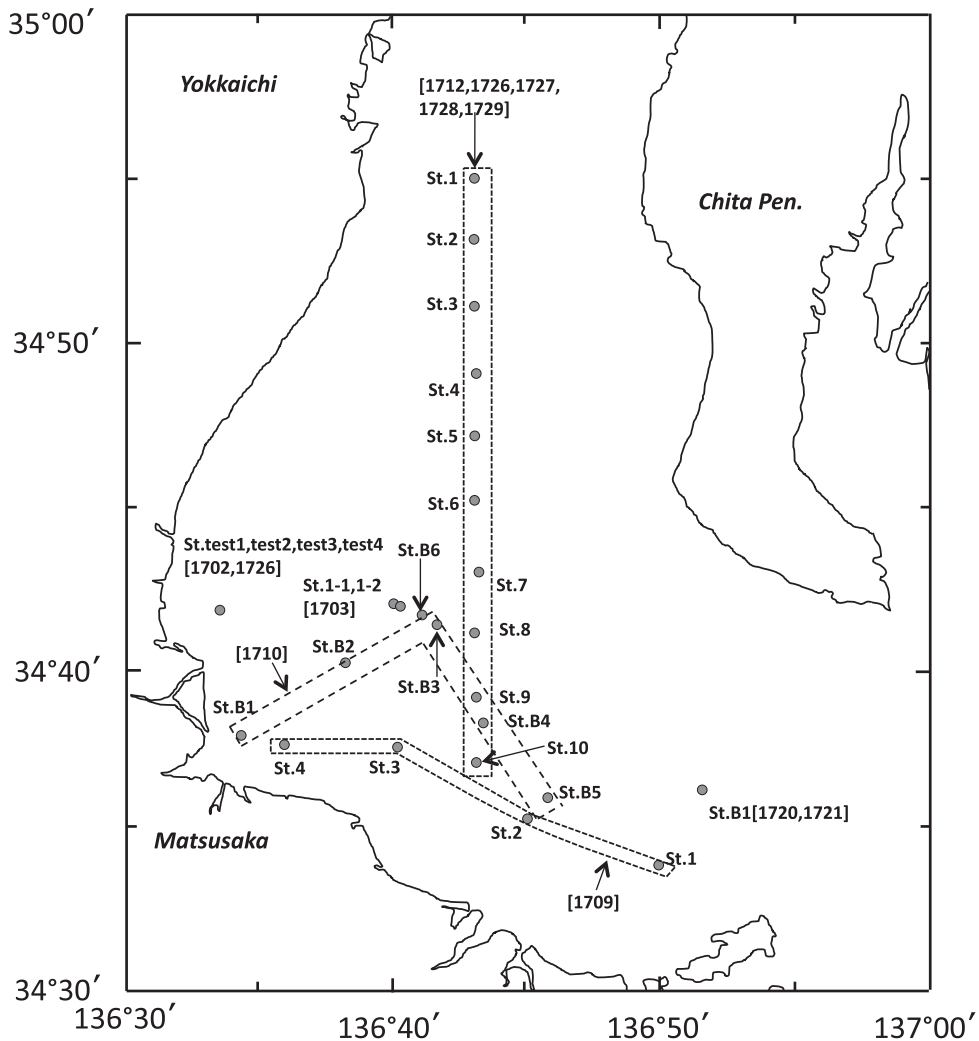 35°00′
Yokkaichi
[1712,1726,1727,
1728,1729]
St.1
Chita Pen.
St.2
St.3
34°50′
St.4
St.5
St.6
St.test1,test2,test3,test4
[1702,1726]
St.B6
St.1-1,1-2
[1703]
St.7
St.8
St.B2
[1710]
34°40′
St.B3
St.9
St.B1
St.B4
St.10
St.4
St.3
St.B5
St.B1[1720,1721]
St.2
Matsusaka
St.1
[1709]
34°30′
136°30′
136°40′
136°50′
137°00′